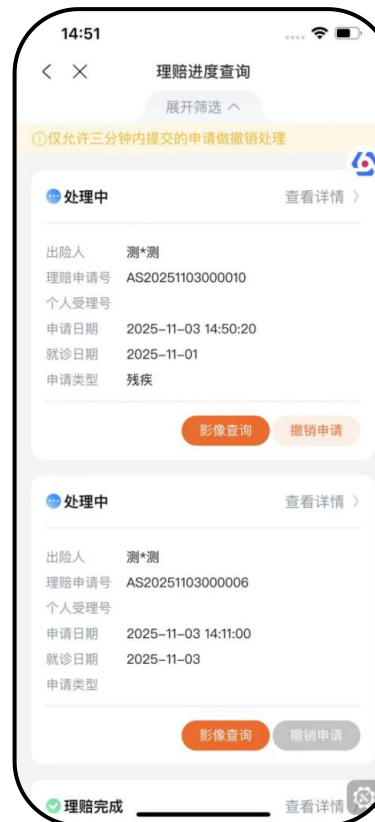 14:51
理赔进度查询
展开筛选
仅允许三分钟内提交的申请做撤销处理
处理中 查看详情
出险人 测*测
理赔申请号 AS20251103000010
个人受理号
申请日期 2025-11-03 14:50:20
就诊日期 2025-11-01
申请类型 残疾
影像查询 撤销申请
处理中 查看详情
出险人 测*测
理赔申请号 AS20251103000006
个人受理号
申请日期 2025-11-03 14:11:00
就诊日期 2025-11-03
申请类型
影像查询 撤销申请
理赔完成 查看详情